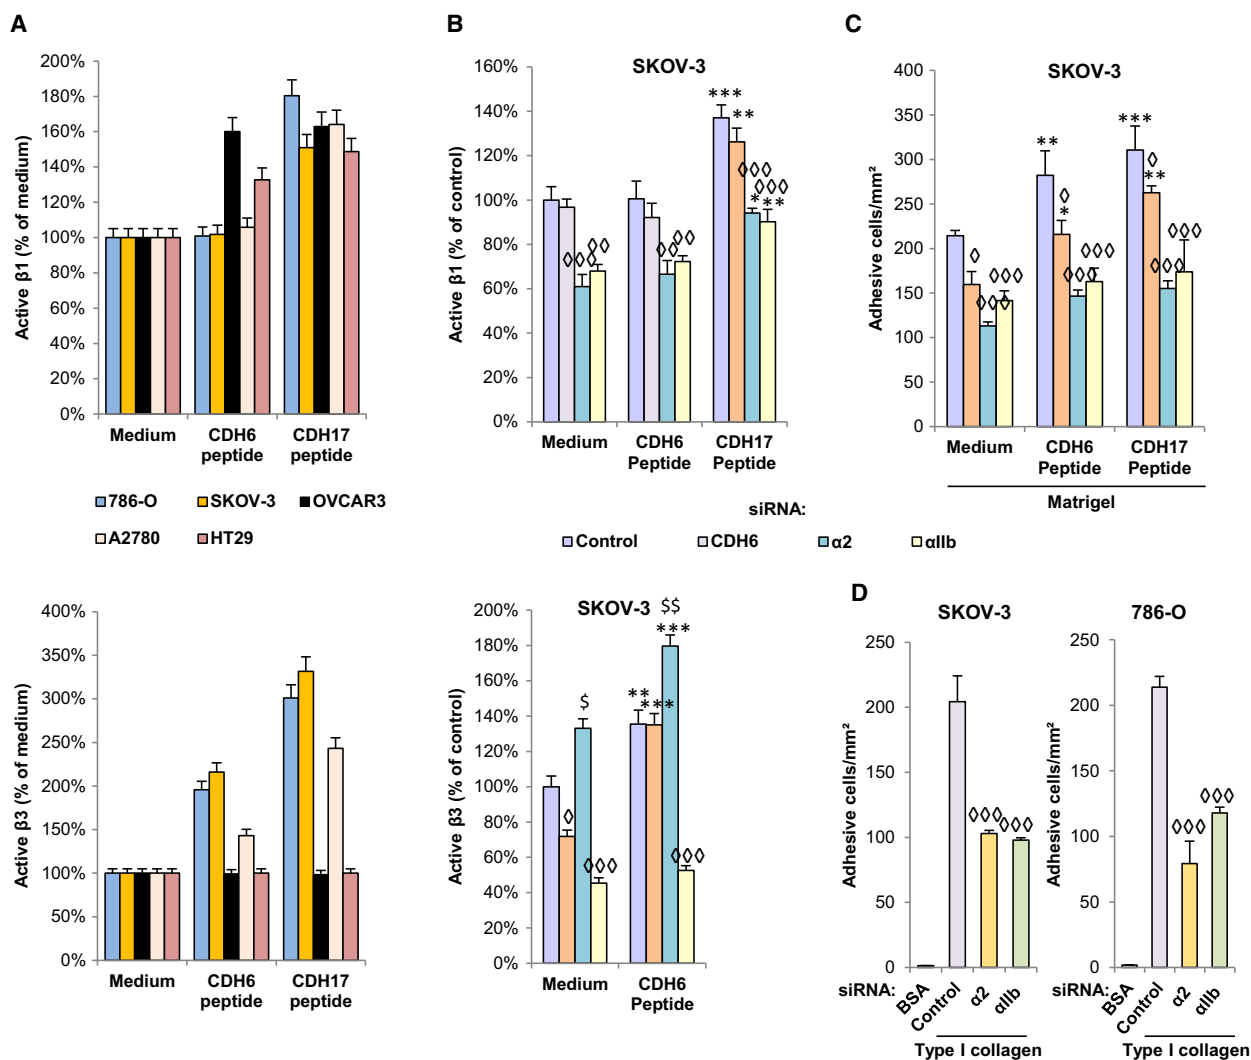 A
200%
180%
160%
140%
120%
100%
80%
60%
40%
20%
0%
Active β1 (% of medium)
Medium
CDH6
peptide
CDH17
peptide
786-O
SKOV-3
OVCAR3
A2780
HT29
400%
350%
300%
250%
200%
150%
100%
50%
0%
Active β3 (% of medium)
Medium
CDH6
peptide
CDH17
peptide
B
SKOV-3
160%
140%
120%
100%
80%
60%
40%
20%
0%
Active β1 (% of control)
◊◊◊
◊◊
◊◊
◊◊
***
**
◊◊◊
*
◊◊◊
**
Medium
CDH6
Peptide
CDH17
Peptide
siRNA:
Control
CDH6
α2
αIIb
SKOV-3
200%
180%
160%
140%
120%
100%
80%
60%
40%
20%
0%
Active β3 (% of control)
◊
$
◊◊◊
**
***
$$
***
◊◊◊
Medium
CDH6
Peptide
C
SKOV-3
400
350
300
250
200
150
100
50
0
Adhesive cells/mm²
◊
◊◊◊
◊◊◊
**
◊
*
◊◊◊
◊◊◊
***
◊
**
◊◊◊
◊◊◊
Medium
CDH6
Peptide
CDH17
Peptide
Matrigel
D
SKOV-3
250
200
150
100
50
0
Adhesive cells/mm²
◊◊◊
◊◊◊
siRNA:
BSA
Control
α2
αIIb
Type I collagen
786-O
250
200
150
100
50
0
Adhesive cells/mm²
◊◊◊
◊◊◊
siRNA:
BSA
Control
α2
αIIb
Type I collagen